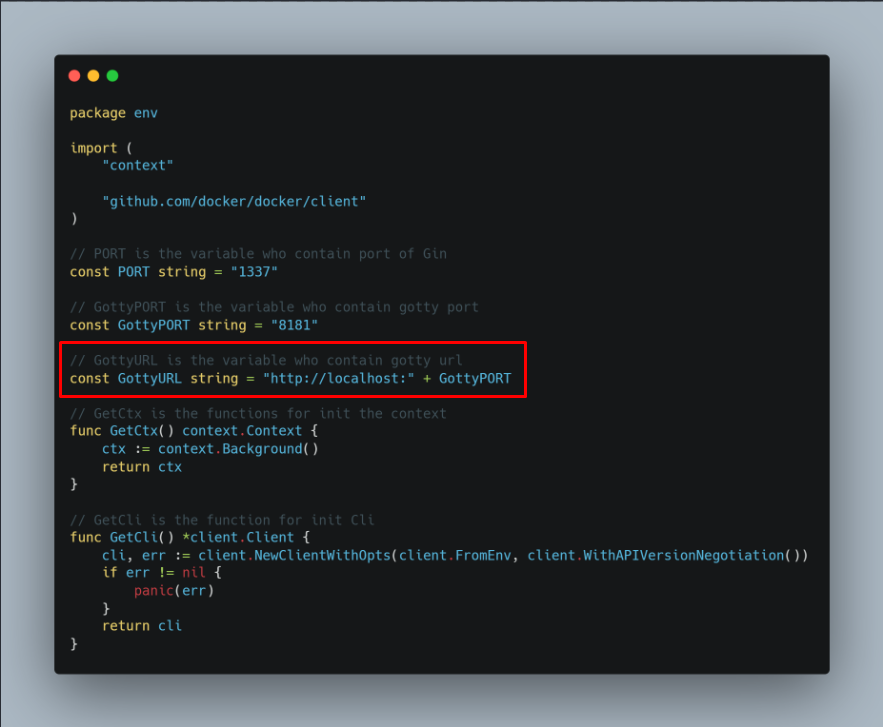 package env
import (
"context"
"github.com/docker/docker/client"
)
// PORT is the variable who contain port of Gin
const PORT string = "1337"
// GottyPORT is the variable who contain gotty port
const GottyPORT string = "8181"
// GottyURL is the variable who contain gotty url
const GottyURL string = "http://localhost:" + GottyPORT
// GetCtx is the functions for init the context
func GetCtx() context.Context {
ctx := context.Background()
return ctx
}
// GetCli is the function for init Cli
func GetCli() *client.Client {
cli, err := client.NewClientWithOpts(client.FromEnv, client.WithAPIVersionNegotiation())
if err != nil {
panic(err)
}
return cli
}